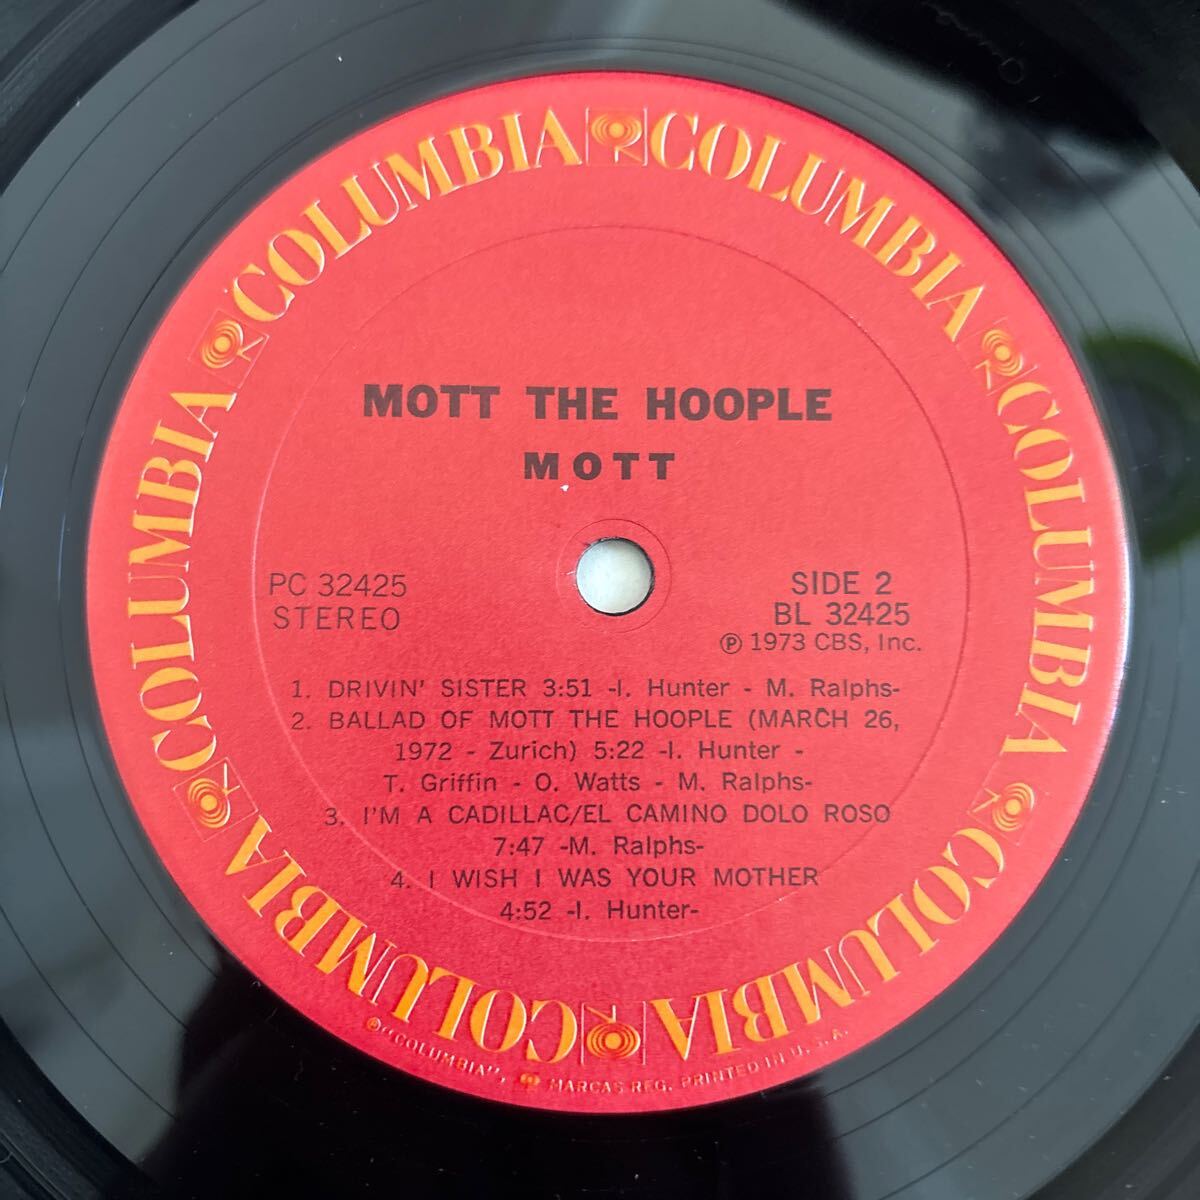 COLUMBIA COLUMBIA COLUMBIA COLUMBIA COLUMBIA COLUMBIA
MOTT THE HOOPLE
MOTT
PC 32425
STEREO
SIDE 2
BL 32425
Ⓟ 1973 CBS, Inc.
1. DRIVIN' SISTER 3:51 -I. Hunter - M. Ralphs-
2. BALLAD OF MOTT THE HOOPLE (MARCH 26,
1972 - Zurich) 5:22 -I. Hunter -
T. Griffin - O. Watts - M. Ralphs-
3. I'M A CADILLAC/EL CAMINO DOLO ROSO
7:47 -M. Ralphs-
4. I WISH I WAS YOUR MOTHER
4:52 -I. Hunter-
® "COLUMBIA", MARCAS REG. PRINTED IN U. S. A.